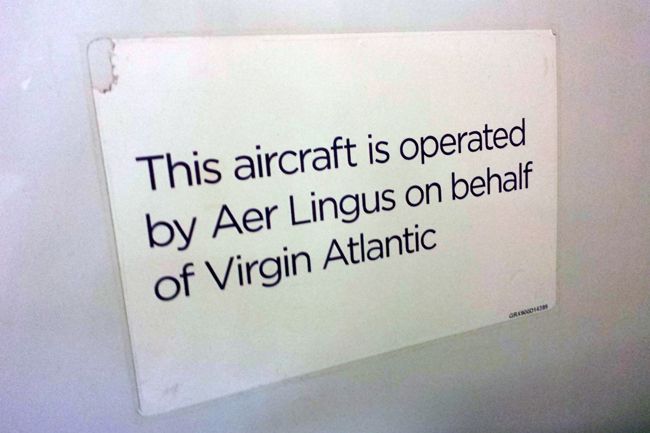 This aircraft is operated
by Aer Lingus on behalf
of Virgin Atlantic